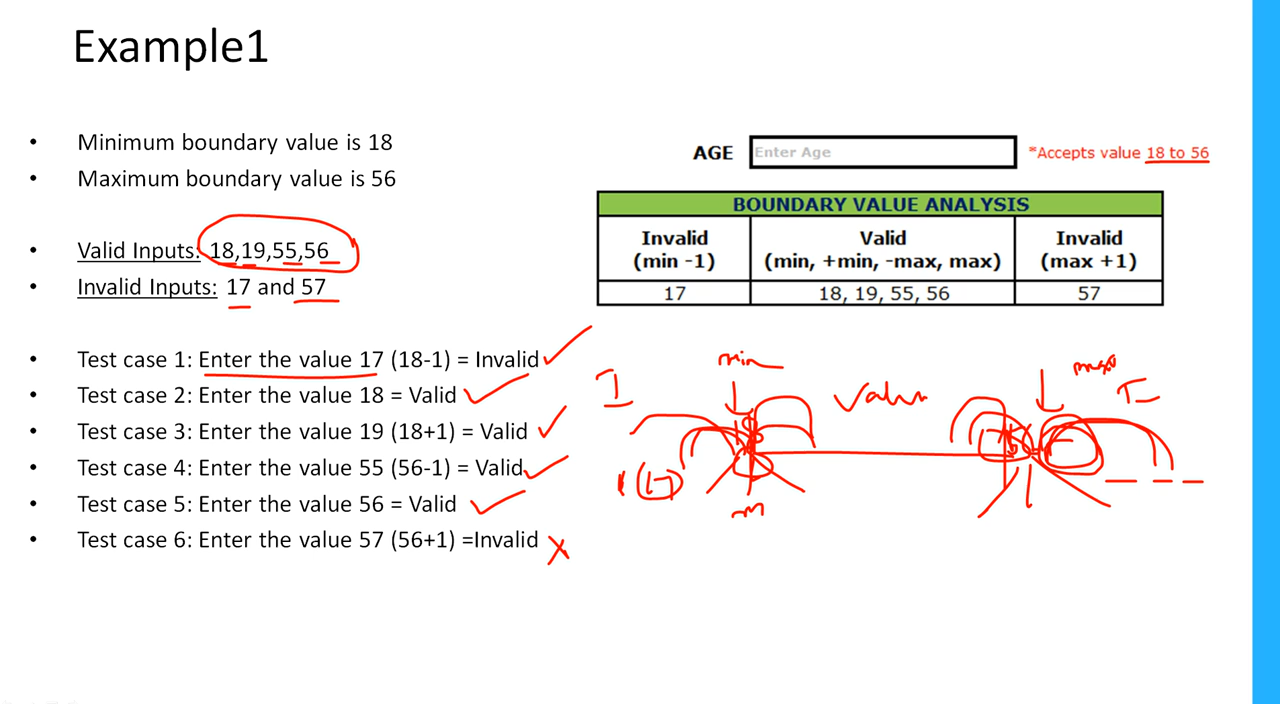 Example1
• Minimum boundary value is 18
• Maximum boundary value is 56
• Valid Inputs: 18,19,55,56
• Invalid Inputs: 17 and 57
• Test case 1: Enter the value 17 (18-1) = Invalid
• Test case 2: Enter the value 18 = Valid
• Test case 3: Enter the value 19 (18+1) = Valid
• Test case 4: Enter the value 55 (56-1) = Valid
• Test case 5: Enter the value 56 = Valid
• Test case 6: Enter the value 57 (56+1) =Invalid
AGE Enter Age *Accepts value 18 to 56
BOUNDARY VALUE ANALYSIS
Invalid Valid Invalid
(min -1) (min, +min, -max, max) (max +1)
17 18, 19, 55, 56 57
min max
I I